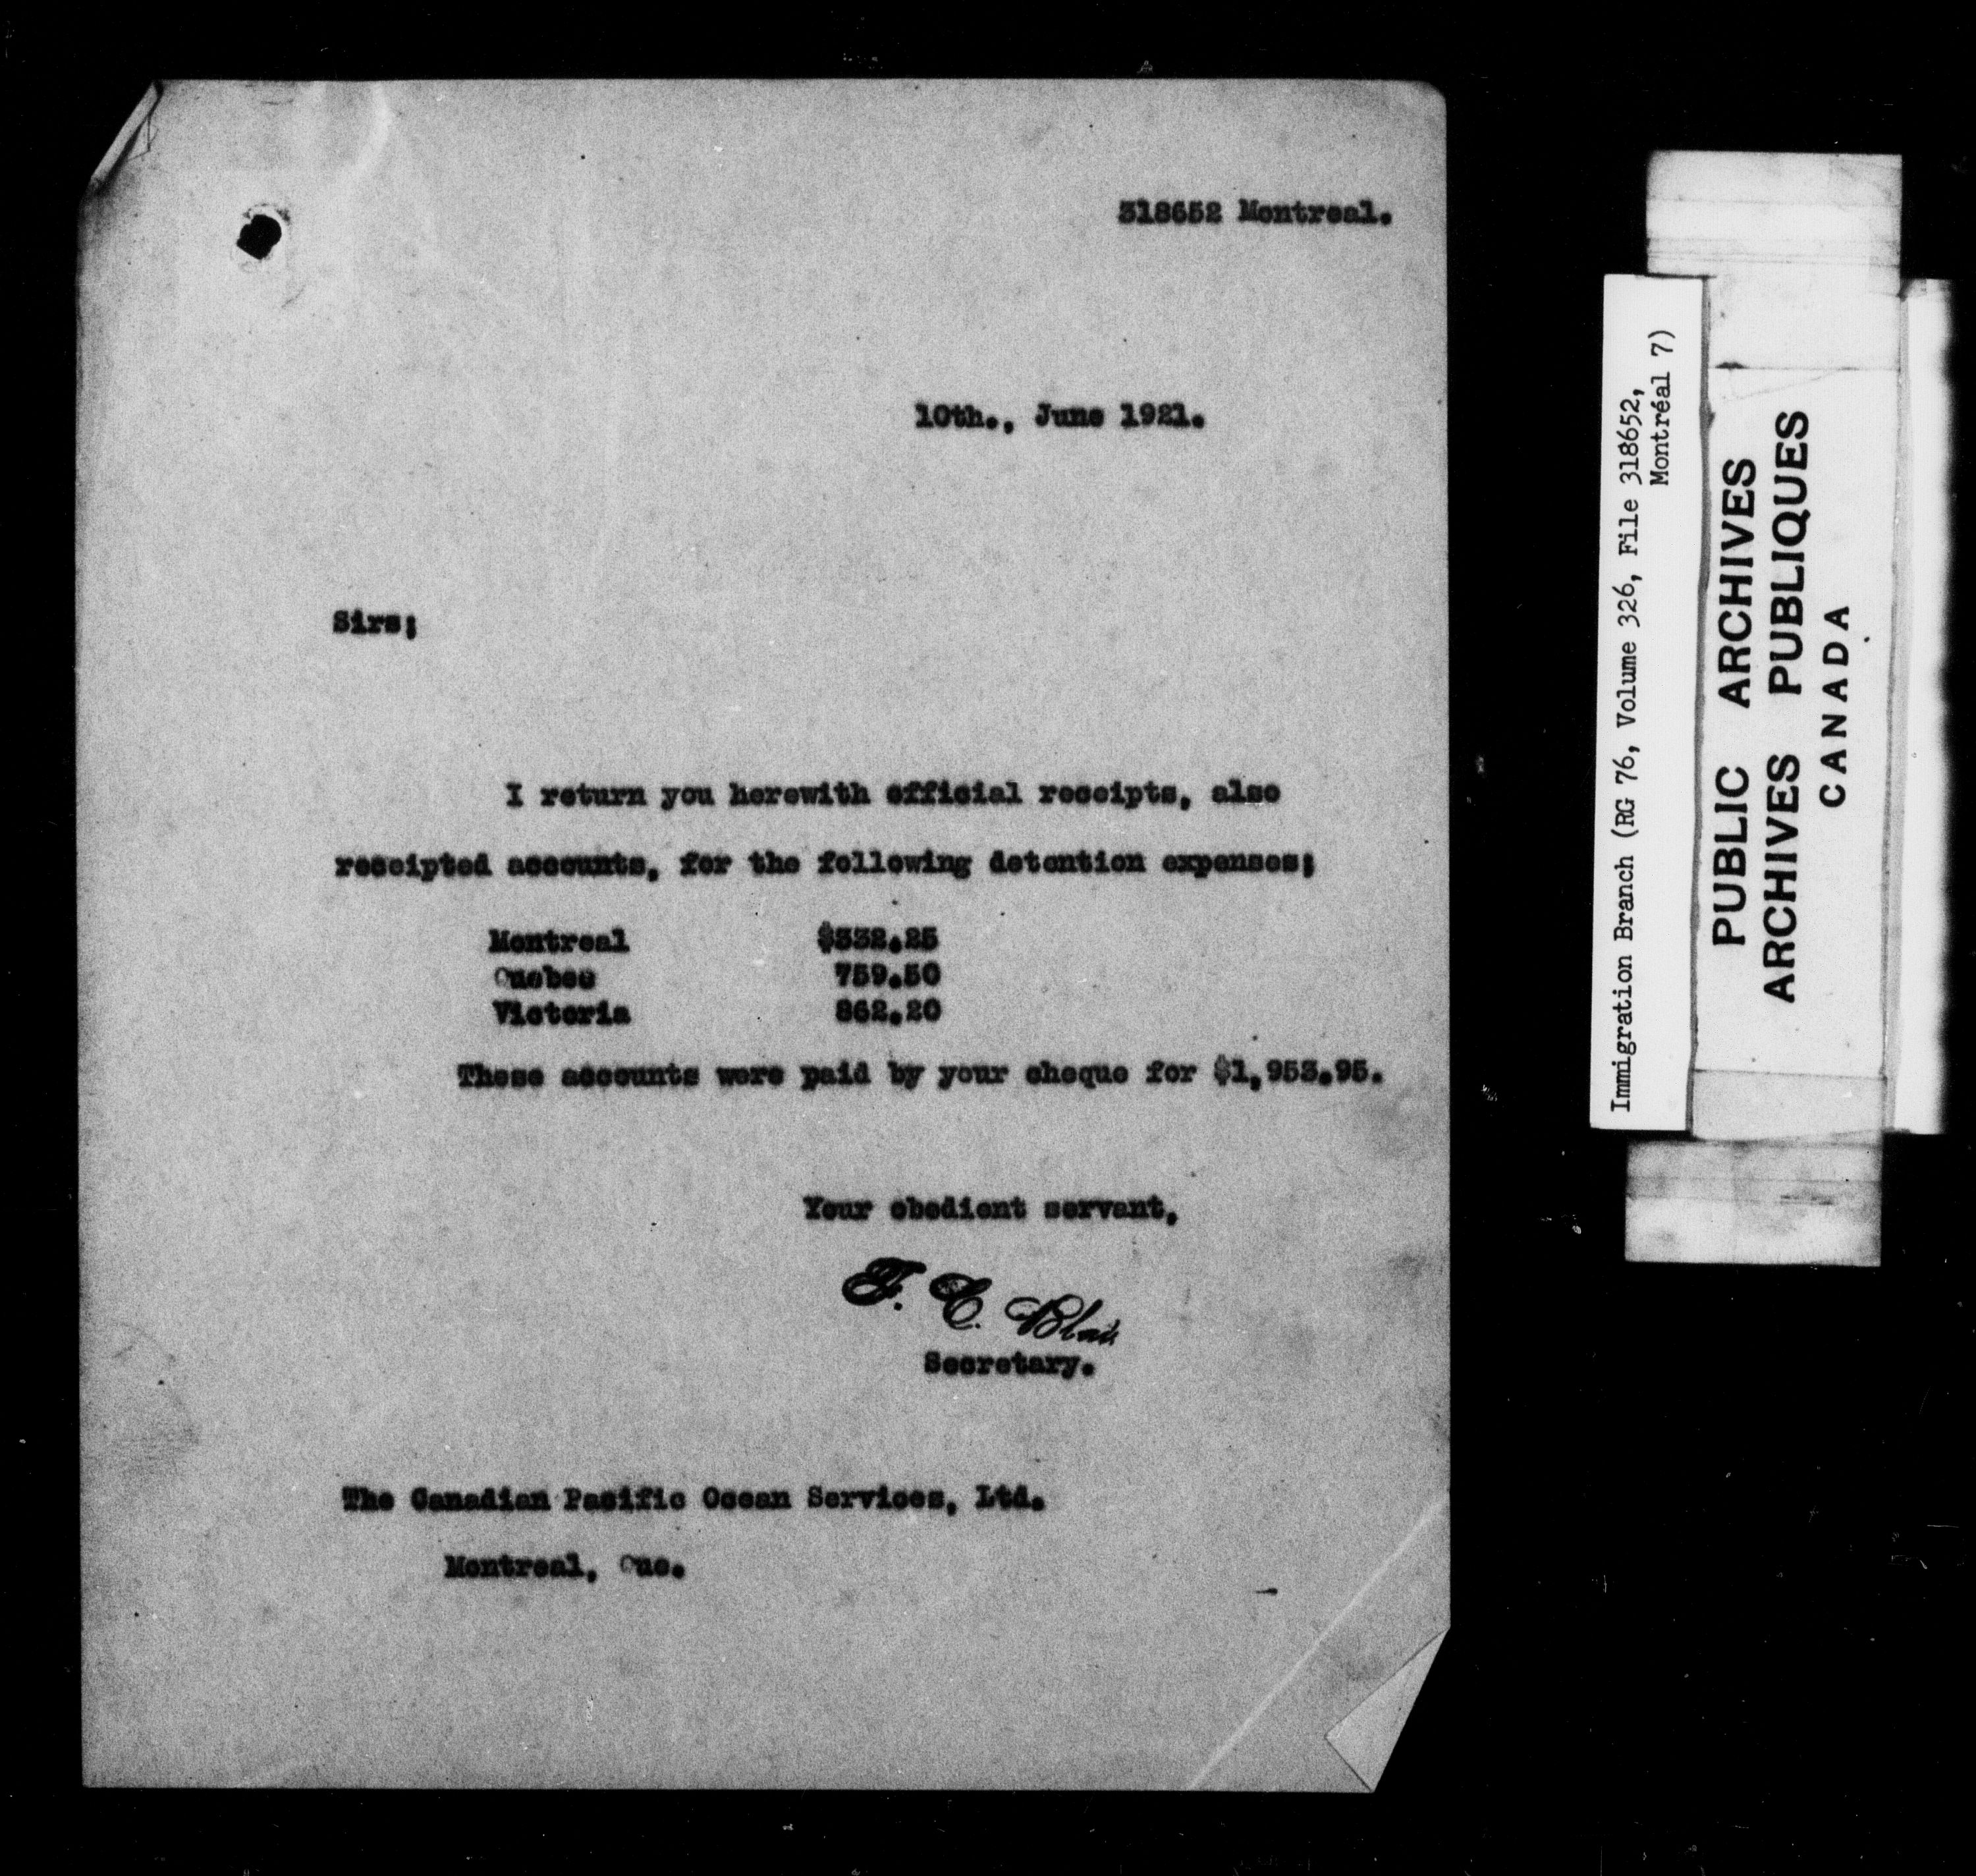 318652 Montreal.
10th., June 1921.
Sirs;
I return you herewith official receipts, also
receipted accounts, for the following detention expenses;
Montreal $332.25
Quebec 759.50
Victoria 862.20
These accounts were paid by your cheque for $1,953.95.
Your obedient servant,
F. C. Blair
Secretary.
The Canadian Pacific Ocean Services, Ltd.
Montreal, Que.
Immigration Branch (RG 76, Volume 326, File 318652,
Montréal 7)
PUBLIC ARCHIVES
ARCHIVES PUBLIQUES
CANADA